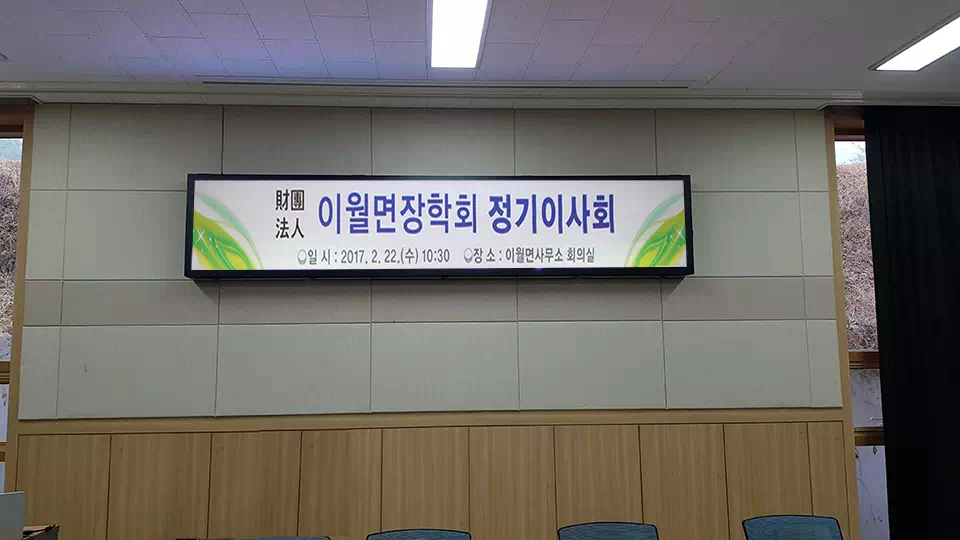 財團
法人
이월면장학회 정기이사회
일 시 : 2017. 2. 22.(수) 10:30 장 소 : 이월면사무소 회의실